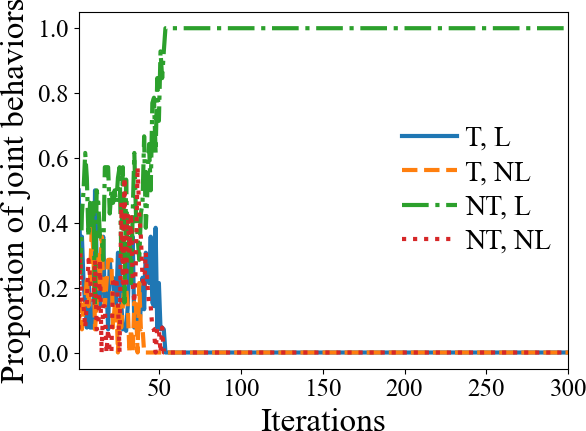 Proportion of joint behaviors
1.0
0.8
0.6
0.4
0.2
0.0
T, L
T, NL
NT, L
NT, NL
50
100
150
200
250
300
Iterations